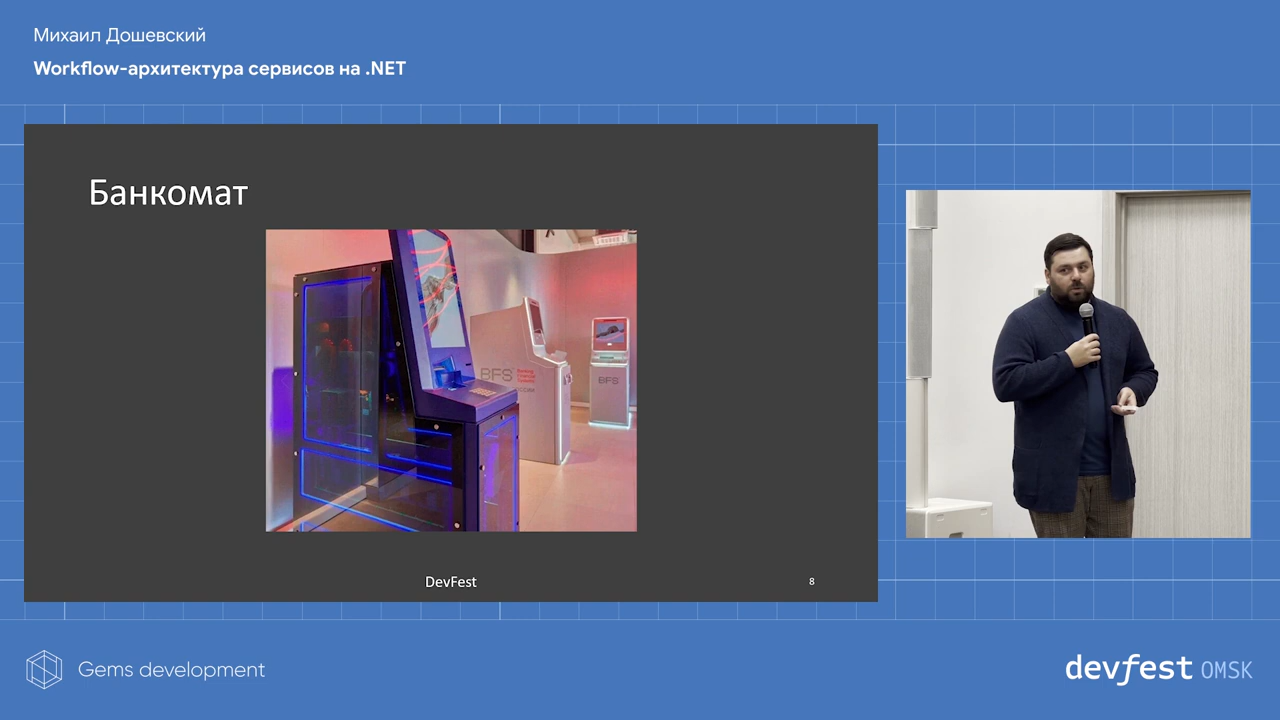 Михаил Дошевский
Workflow-архитектура сервисов на .NET
Банкомат
BFS
BFS
DevFest
8
Gems development
devfest OMSK